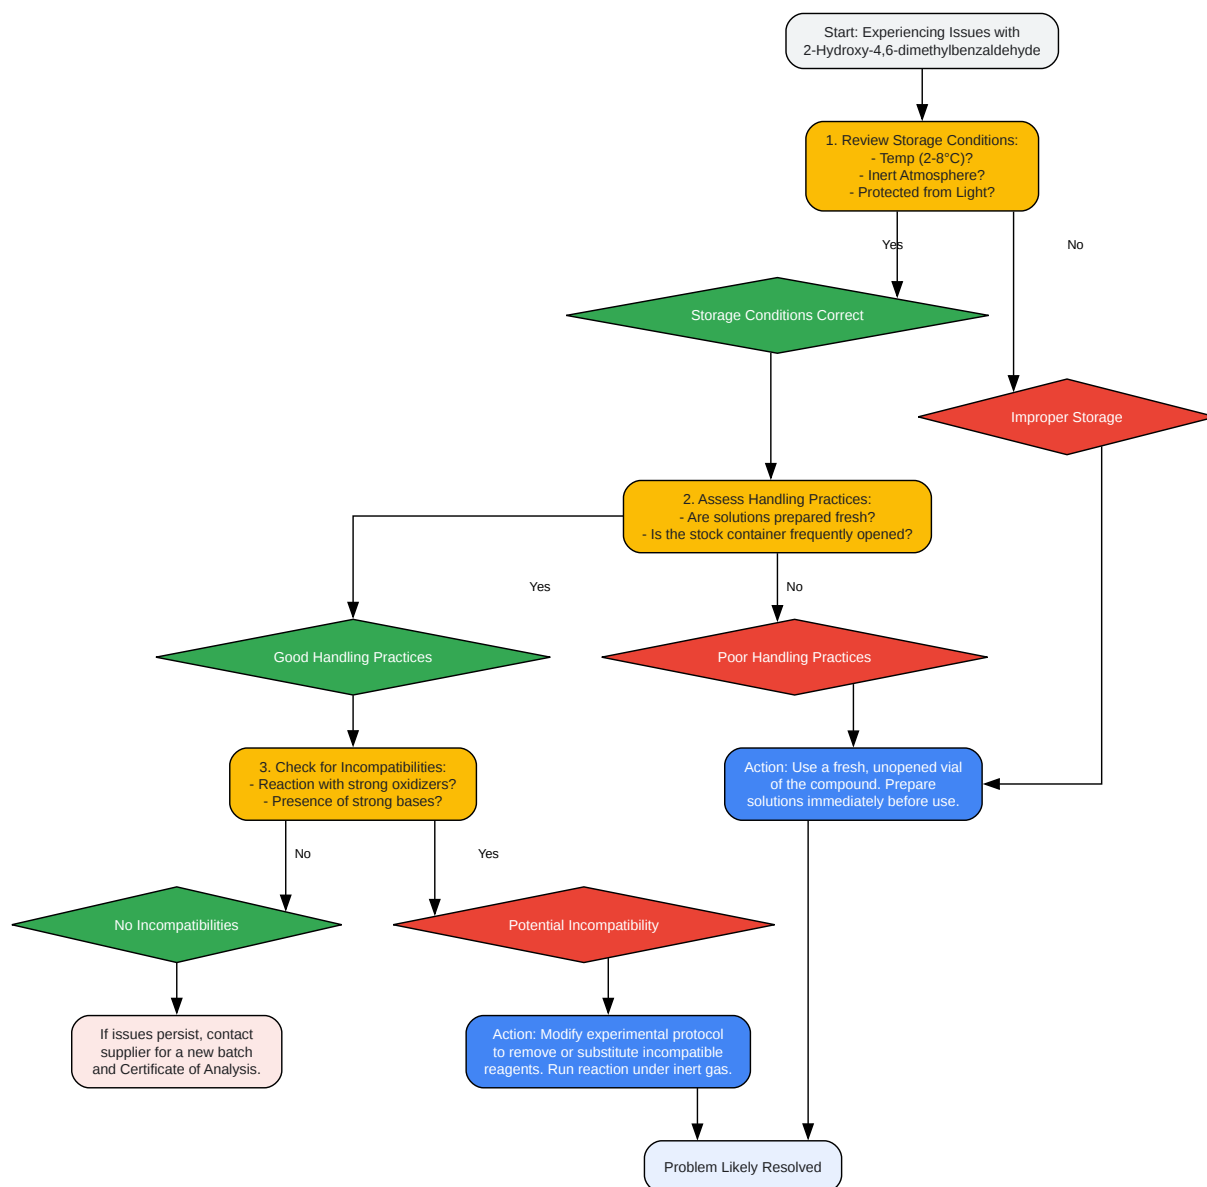 Start: Experiencing Issues with
2-Hydroxy-4,6-dimethylbenzaldehyde
1. Review Storage Conditions:
- Temp (2-8°C)?
- Inert Atmosphere?
- Protected from Light?
Yes
No
Storage Conditions Correct
Improper Storage
2. Assess Handling Practices:
- Are solutions prepared fresh?
- Is the stock container frequently opened?
Yes
No
Good Handling Practices
Poor Handling Practices
3. Check for Incompatibilities:
- Reaction with strong oxidizers?
- Presence of strong bases?
Action: Use a fresh, unopened vial
of the compound. Prepare
solutions immediately before use.
No
Yes
No Incompatibilities
Potential Incompatibility
If issues persist, contact
supplier for a new batch
and Certificate of Analysis.
Action: Modify experimental protocol
to remove or substitute incompatible
reagents. Run reaction under inert gas.
Problem Likely Resolved